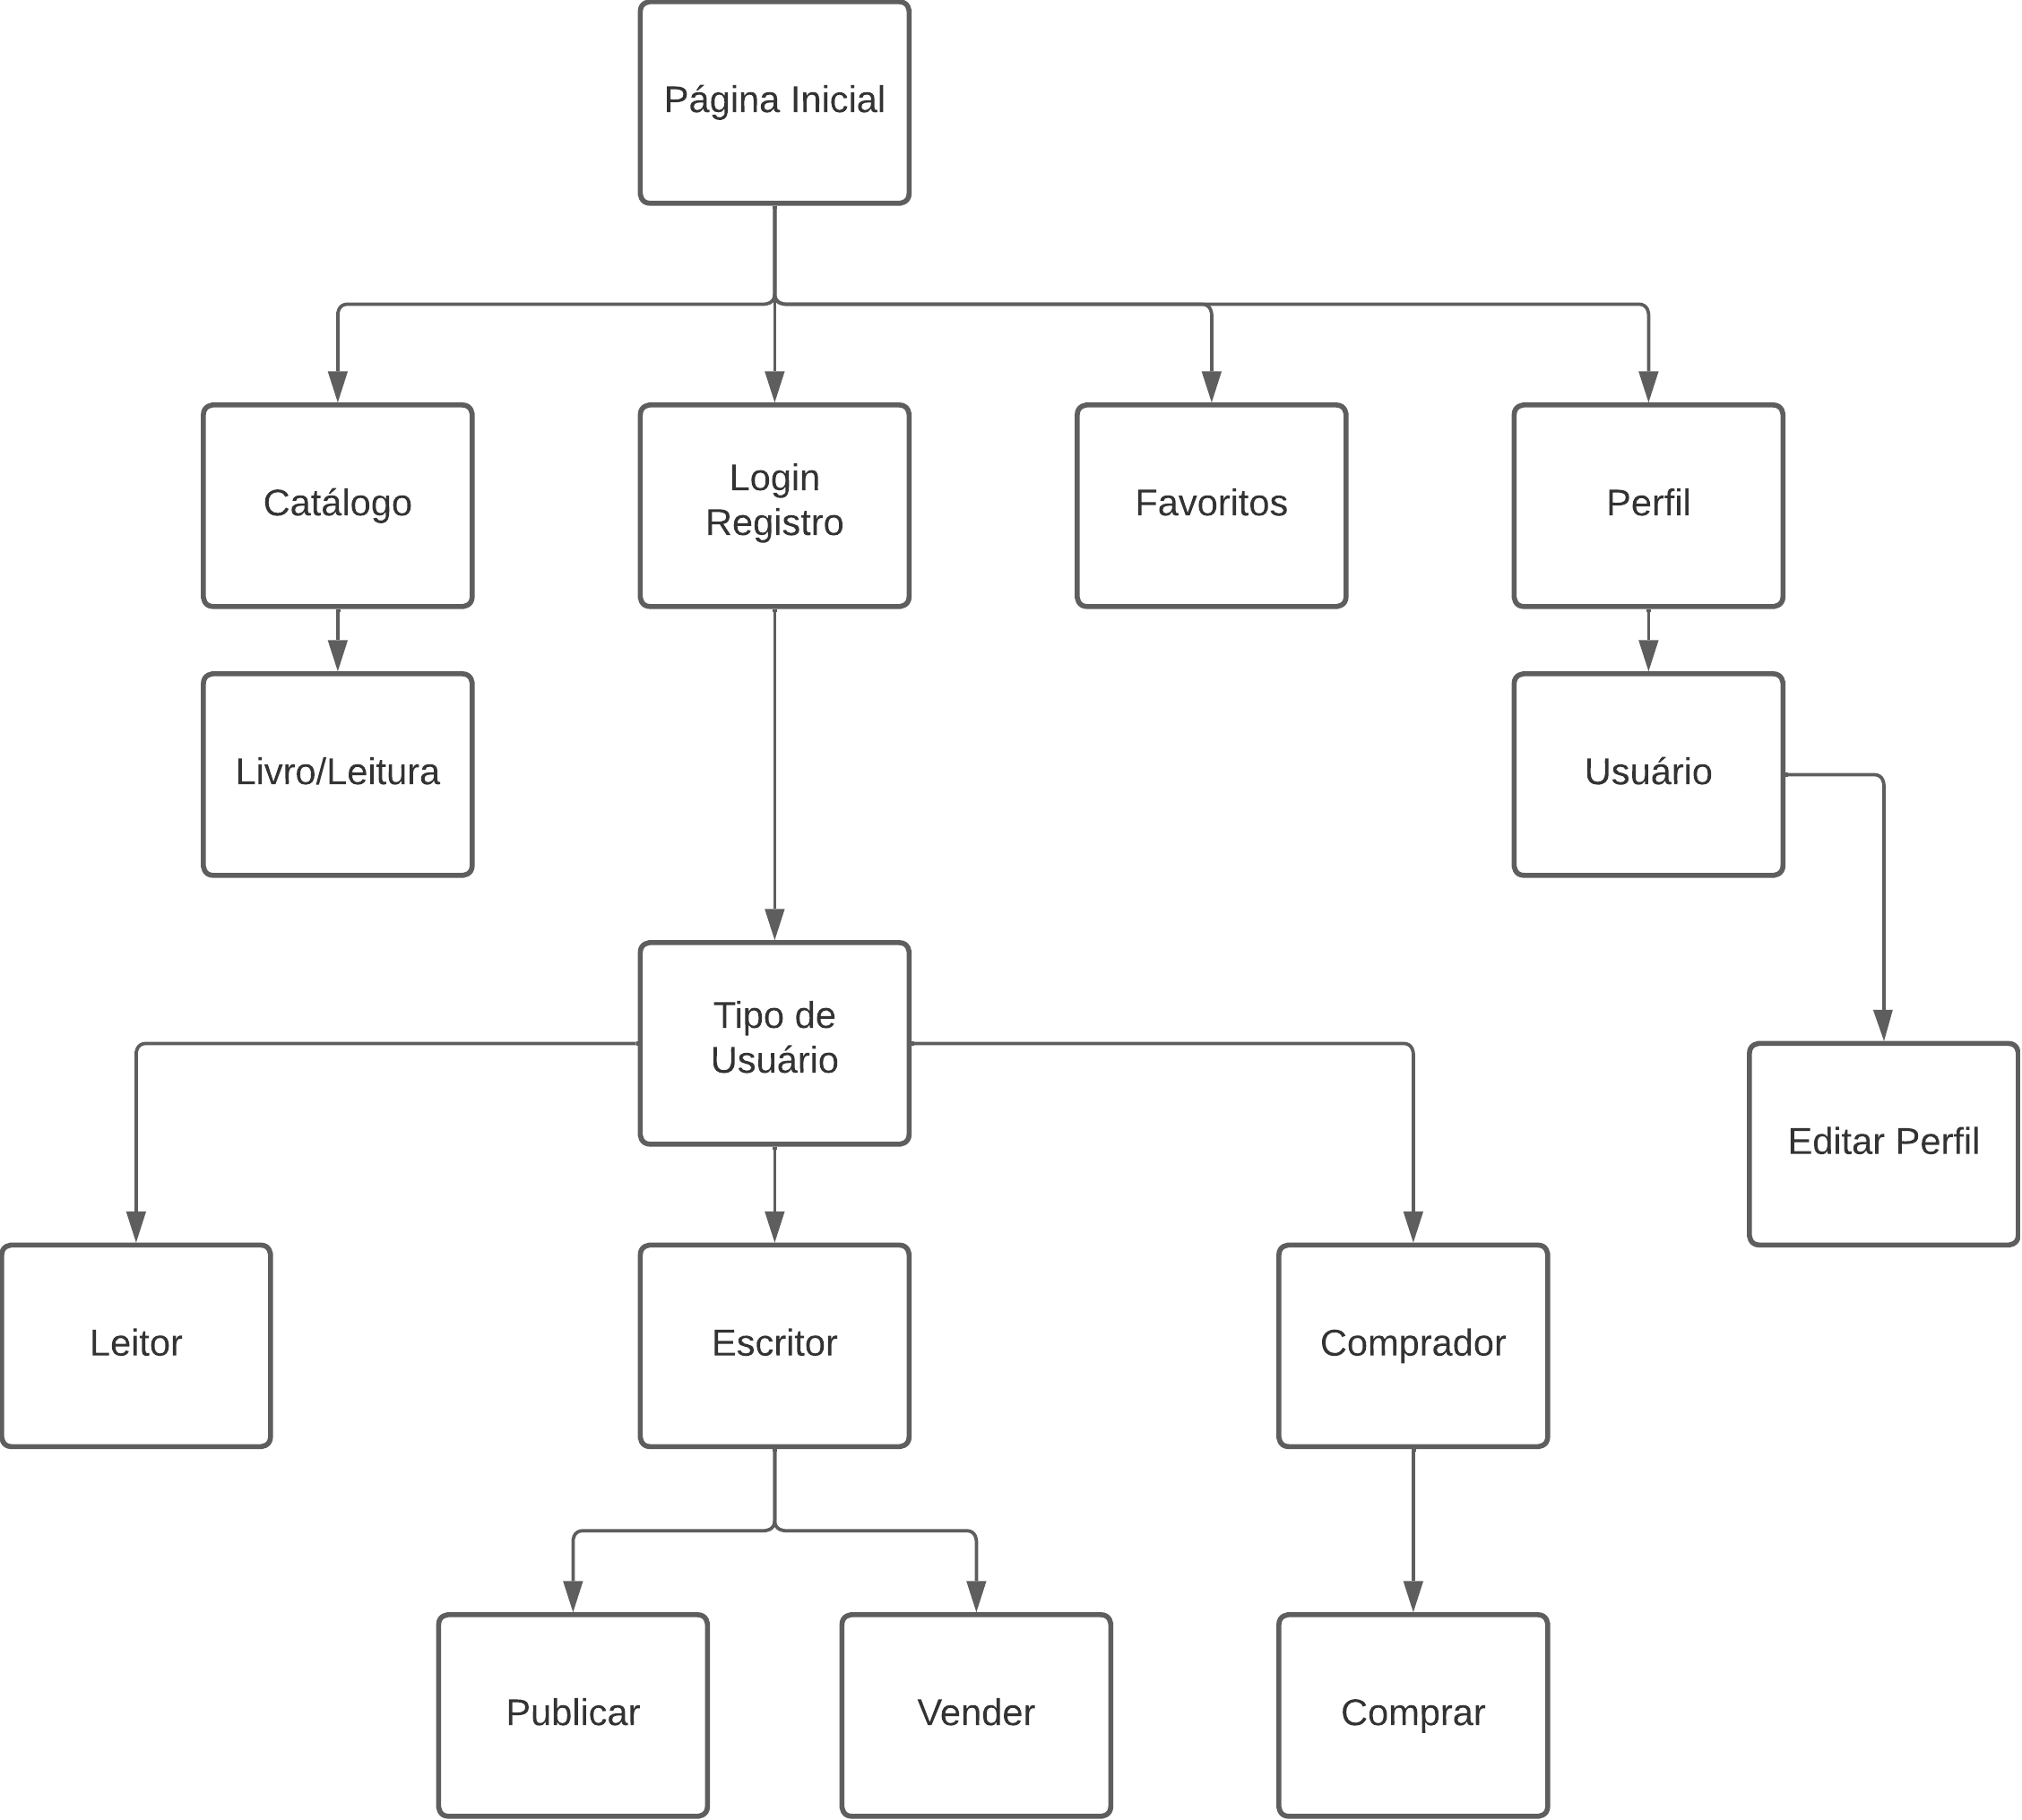 Página Inicial
Catálogo
Login
Registro
Favoritos
Perfil
Livro/Leitura
Usuário
Tipo de
Usuário
Editar Perfil
Leitor
Escritor
Comprador
Publicar
Vender
Comprar